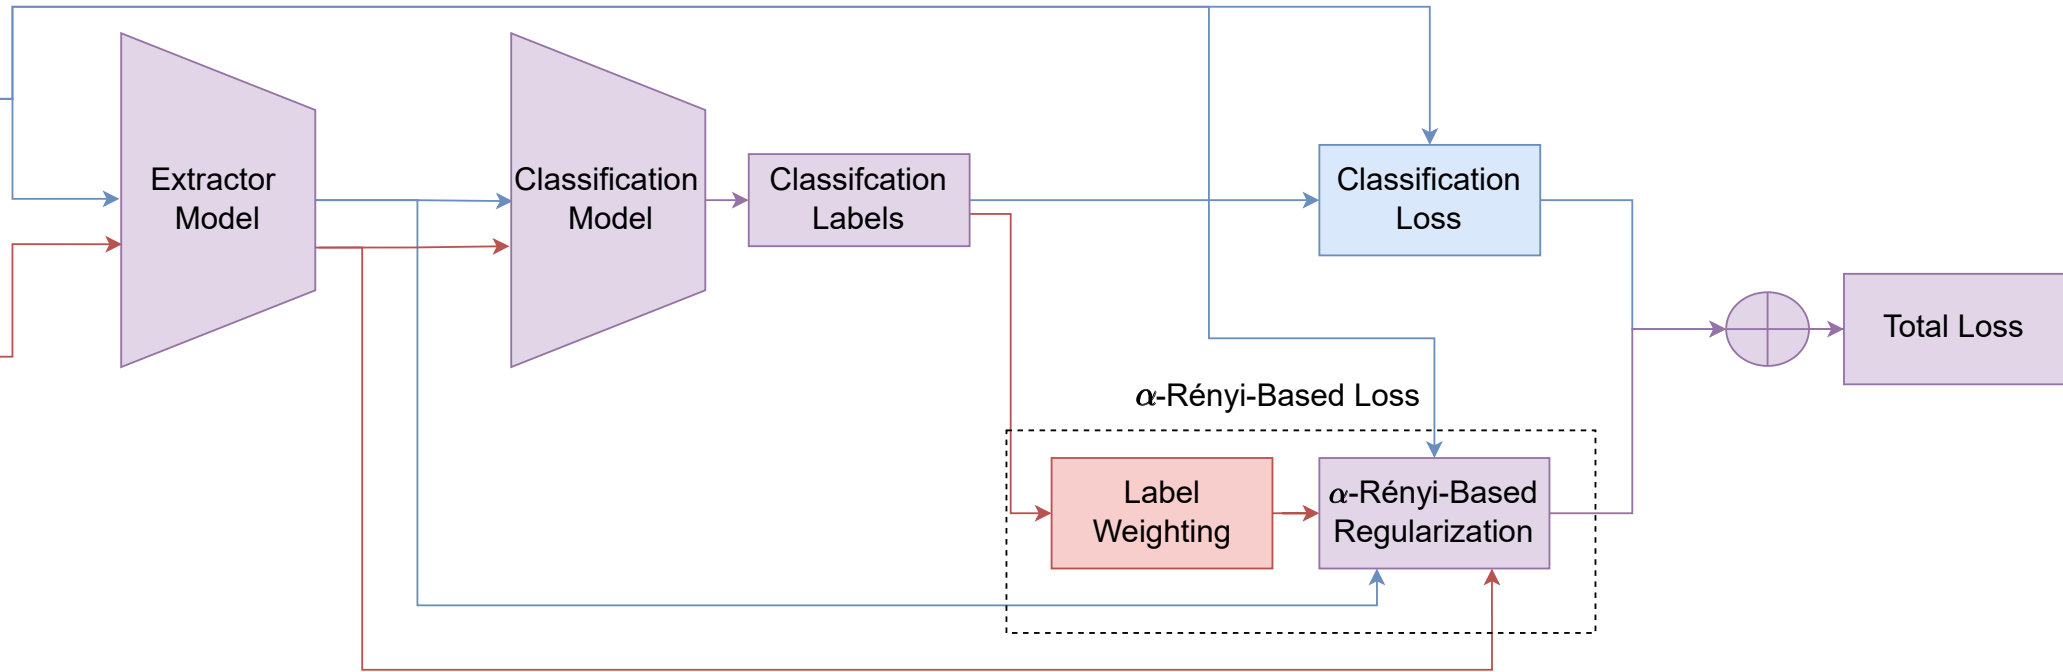 Extractor
Model
Classification
Model
Classifcation
Labels
Classification
Loss
Total Loss
α-Rényi-Based Loss
Label
Weighting
α-Rényi-Based
Regularization